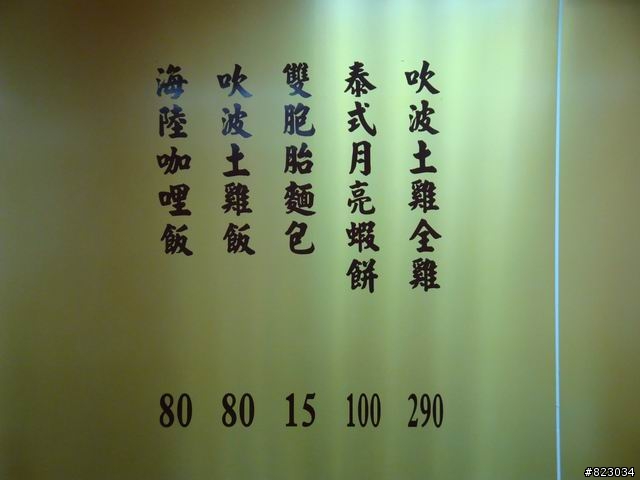 吹波土雞全雞 290
泰式月亮蝦餅 100
雙胞胎麵包 15
吹波土雞飯 80
海陸咖哩飯 80
#823034